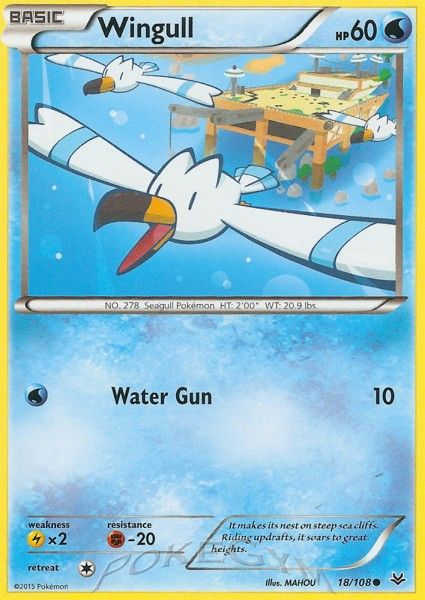 BASIC Wingull HP60
NO. 278 Seagull Pokémon HT: 2'00" WT: 20.9 lbs.
Water Gun 10
weakness resistance
×2 -20
retreat
It makes its nest on steep sea cliffs.
Riding updrafts, it soars to great
heights.
POKEGYM
Illus. MAHOU 18/108
©2015 Pokémon